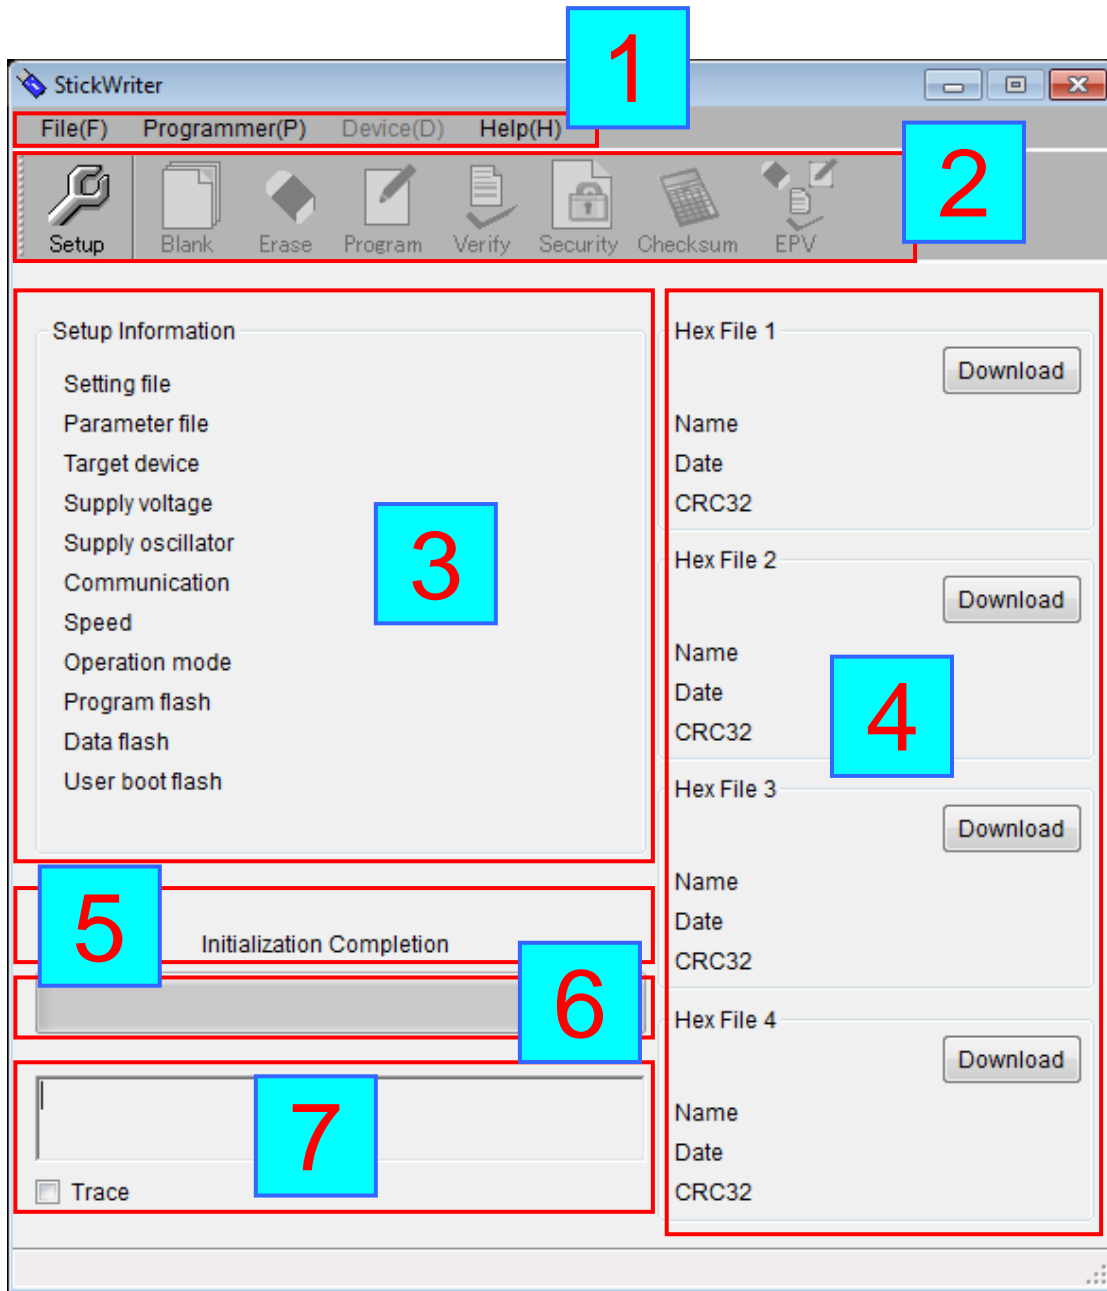 1
StickWriter
File(F) Programmer(P) Device(D) Help(H)
2
Setup Blank Erase Program Verify Security Checksum EPV
Setup Information
Setting file
Parameter file
Target device
Supply voltage
Supply oscillator
Communication
Speed
Operation mode
Program flash
Data flash
User boot flash
3
Hex File 1
Download
Name
Date
CRC32
Hex File 2
Download
Name
Date
CRC32
4
Hex File 3
Download
Name
Date
CRC32
Hex File 4
Download
Name
Date
CRC32
5
Initialization Completion
6
7
Trace